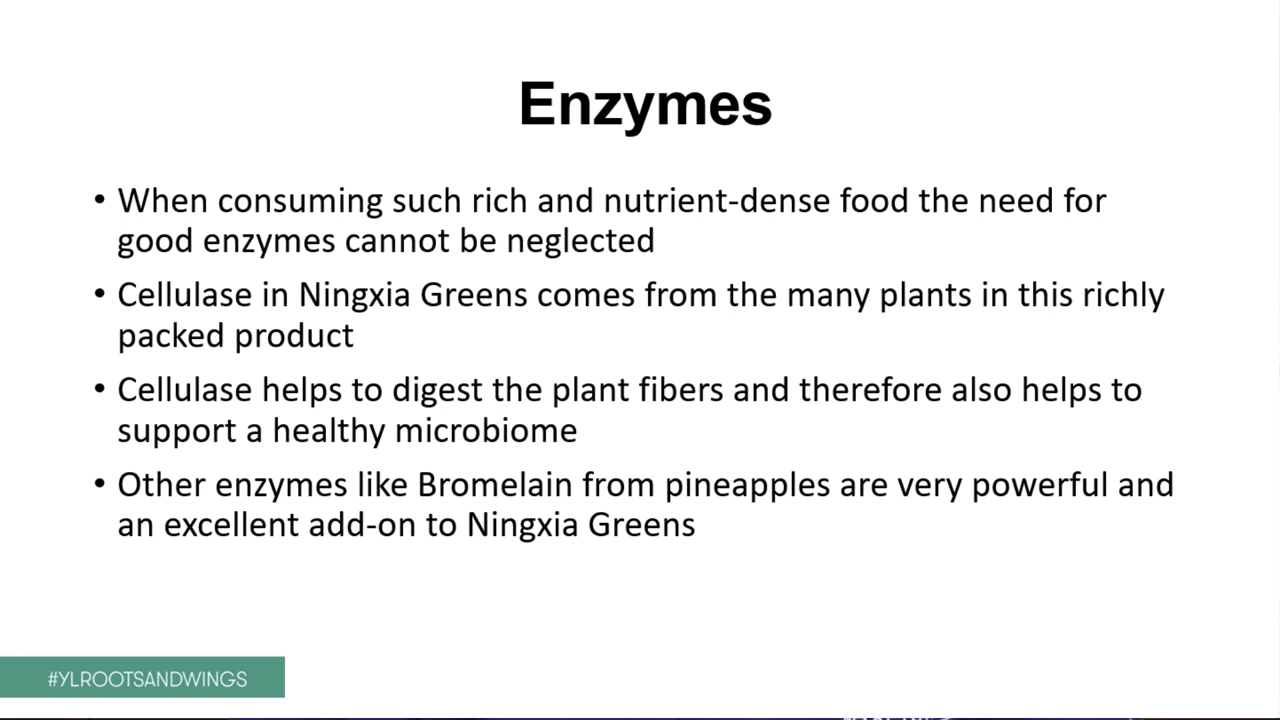 Enzymes
• When consuming such rich and nutrient-dense food the need for
good enzymes cannot be neglected
• Cellulase in Ningxia Greens comes from the many plants in this richly
packed product
• Cellulase helps to digest the plant fibers and therefore also helps to
support a healthy microbiome
• Other enzymes like Bromelain from pineapples are very powerful and
an excellent add-on to Ningxia Greens
#YLROOTSANDWINGS